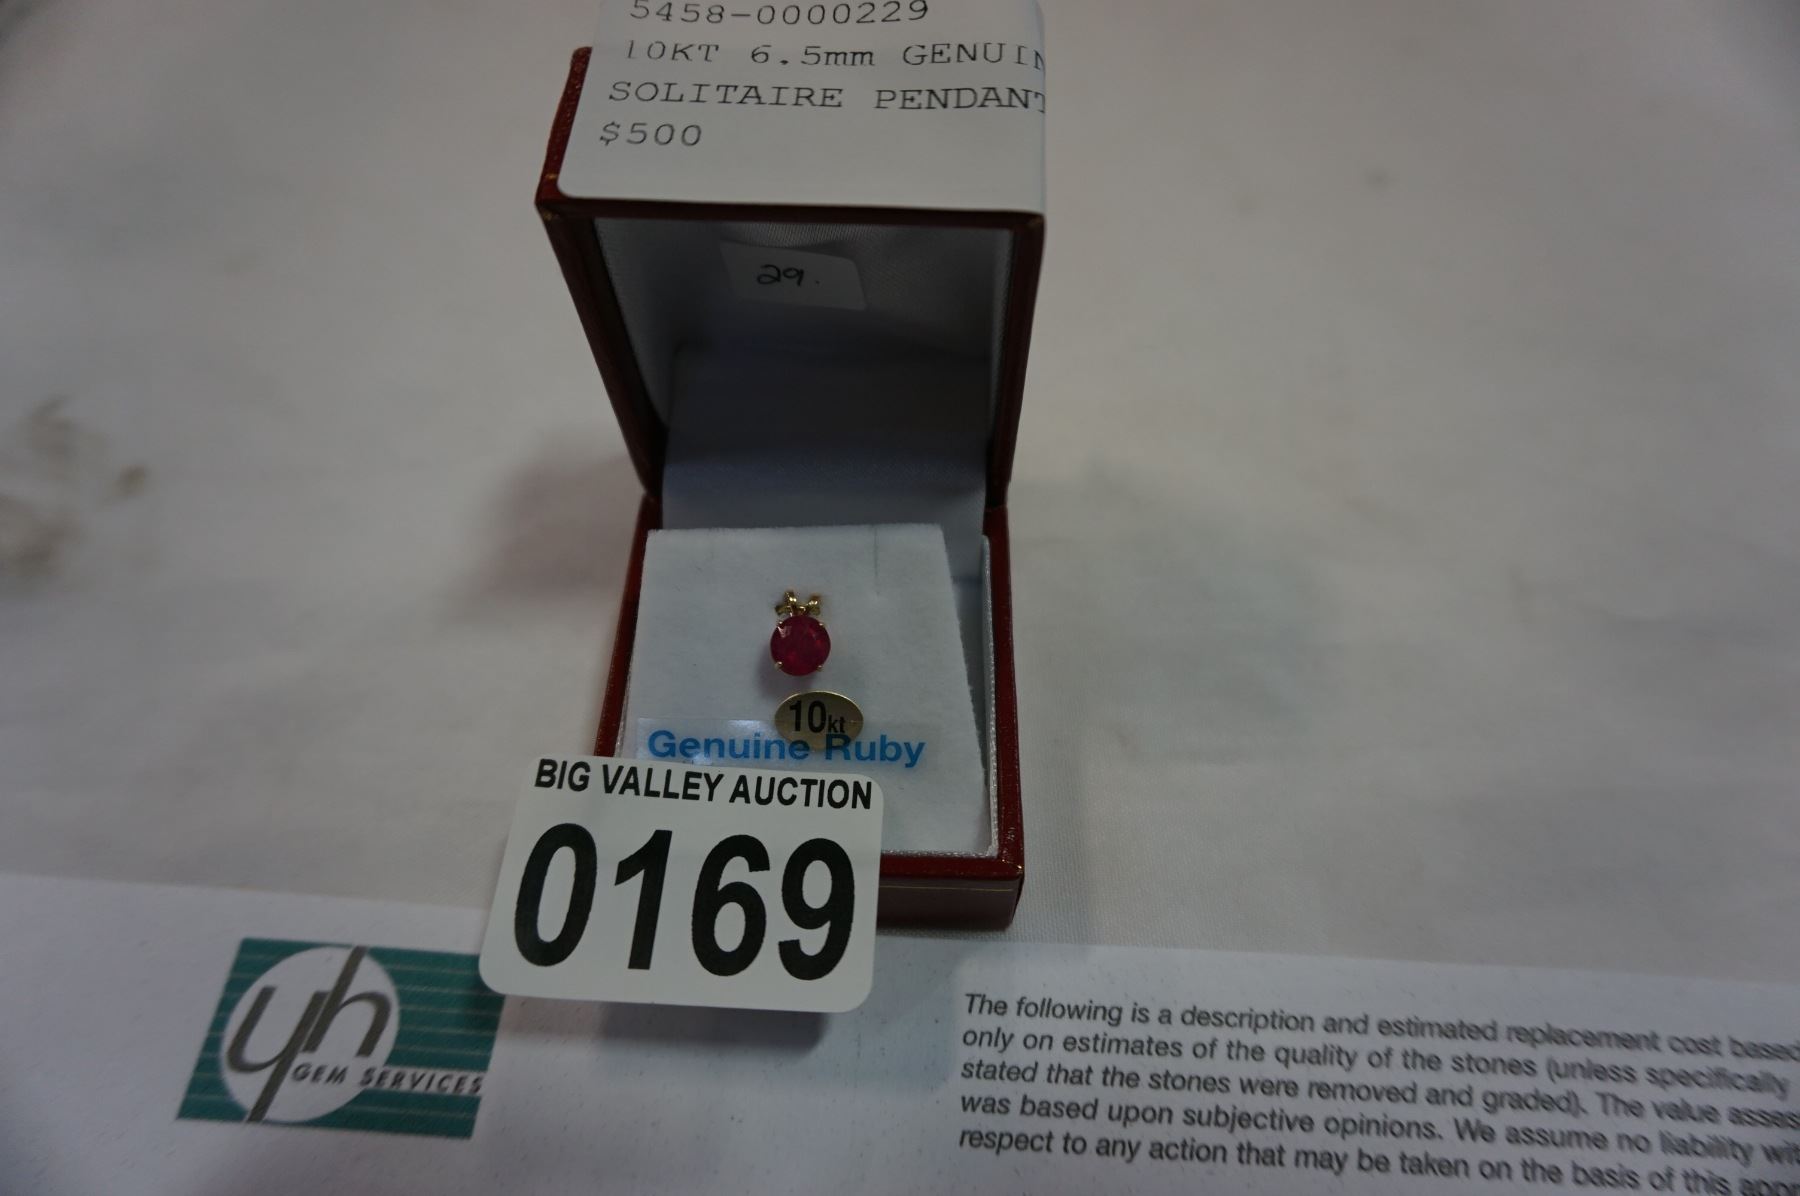 5458-0000229
10KT 6.5mm GENUIN
SOLITAIRE PENDANT
$500
29.
10kt
Genuine Ruby
BIG VALLEY AUCTION
0169
yh
GEM SERVICES
The following is a description and estimated replacement cost based
only on estimates of the quality of the stones (unless specifically
stated that the stones were removed and graded). The value asses
was based upon subjective opinions. We assume no liability wit
respect to any action that may be taken on the basis of this appr